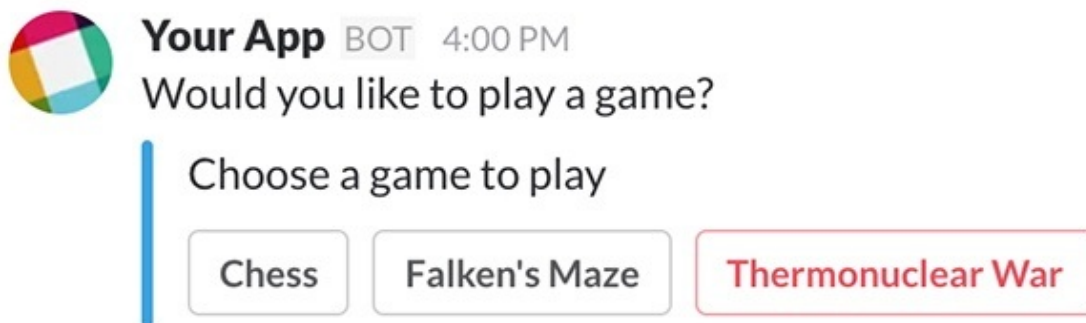 Your App BOT 4:00 PM
Would you like to play a game?
Choose a game to play
Chess Falken's Maze Thermonuclear War